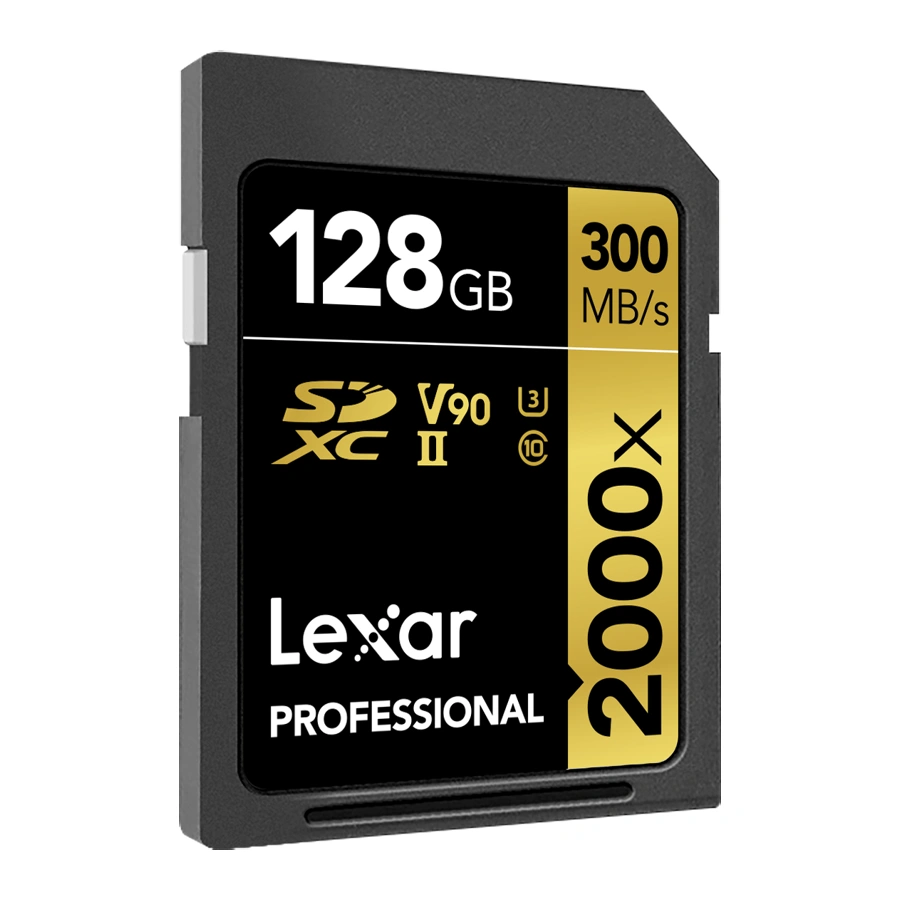 128GB
300
MB/s
SD
XC
V90
II
3
10
2000x
Lexar
PROFESSIONAL